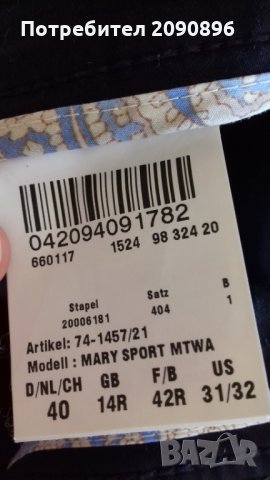 Потребител 2090896
042094091782
660117 1524 98 324 20
Stapel Satz B
20006181 404 1
Artikel: 74-1457/21
Modell : MARY SPORT MTWA
D/NL/CH GB F/B US
40 14R 42R 31/32
BAZAR